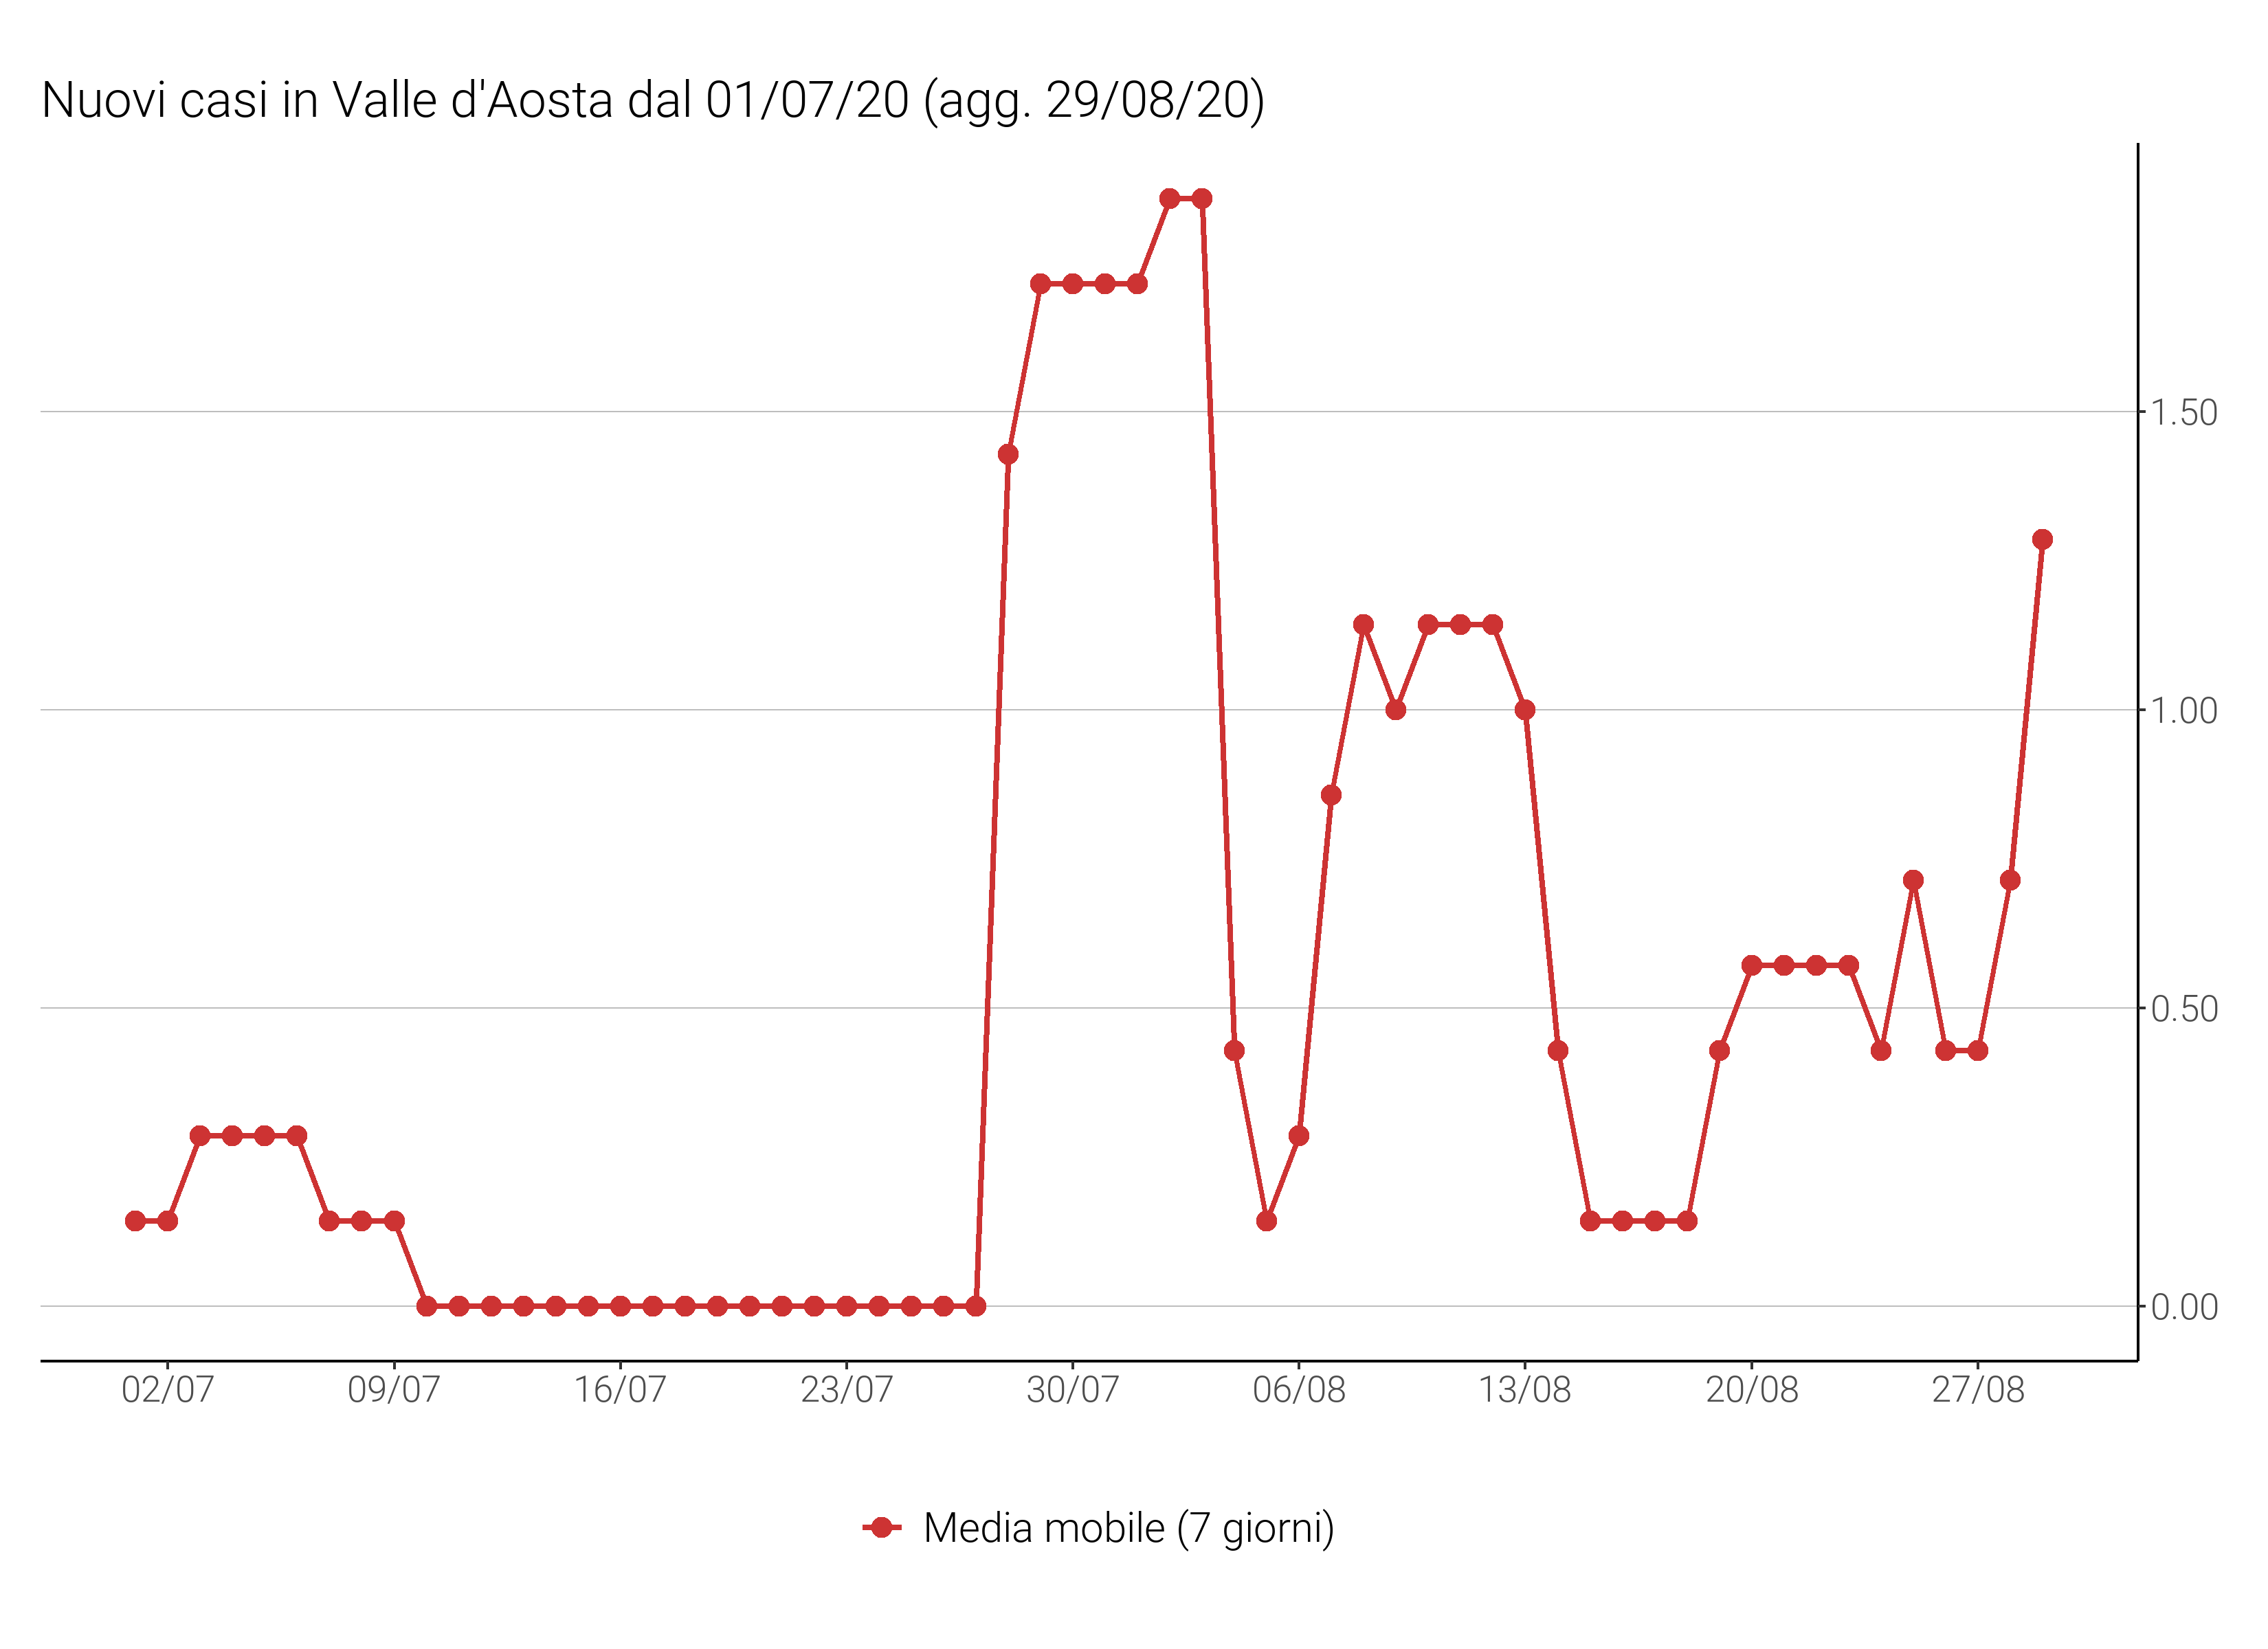 Nuovi casi in Valle d'Aosta dal 01/07/20 (agg. 29/08/20)
1.50
1.00
0.50
0.00
02/07 09/07 16/07 23/07 30/07 06/08 13/08 20/08 27/08
Media mobile (7 giorni)